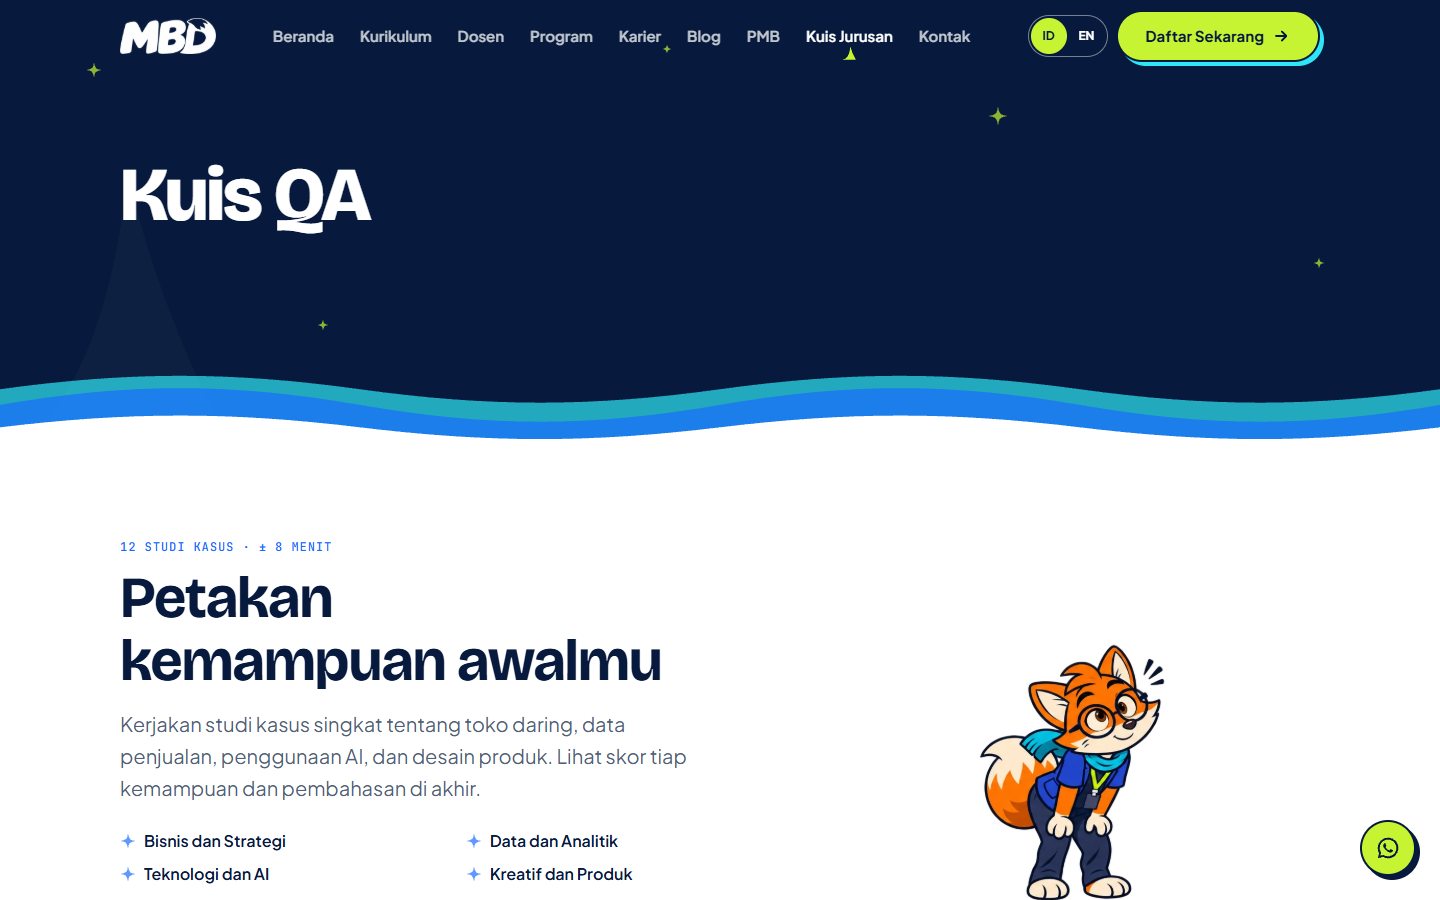 MBD
Beranda Kurikulum Dosen Program Karier Blog PMB Kuis Jurusan Kontak
ID EN
Daftar Sekarang →
Kuis QA
12 STUDI KASUS · ± 8 MENIT
Petakan
kemampuan awalmu
Kerjakan studi kasus singkat tentang toko daring, data
penjualan, penggunaan AI, dan desain produk. Lihat skor tiap
kemampuan dan pembahasan di akhir.
Bisnis dan Strategi
Data dan Analitik
Teknologi dan AI
Kreatif dan Produk